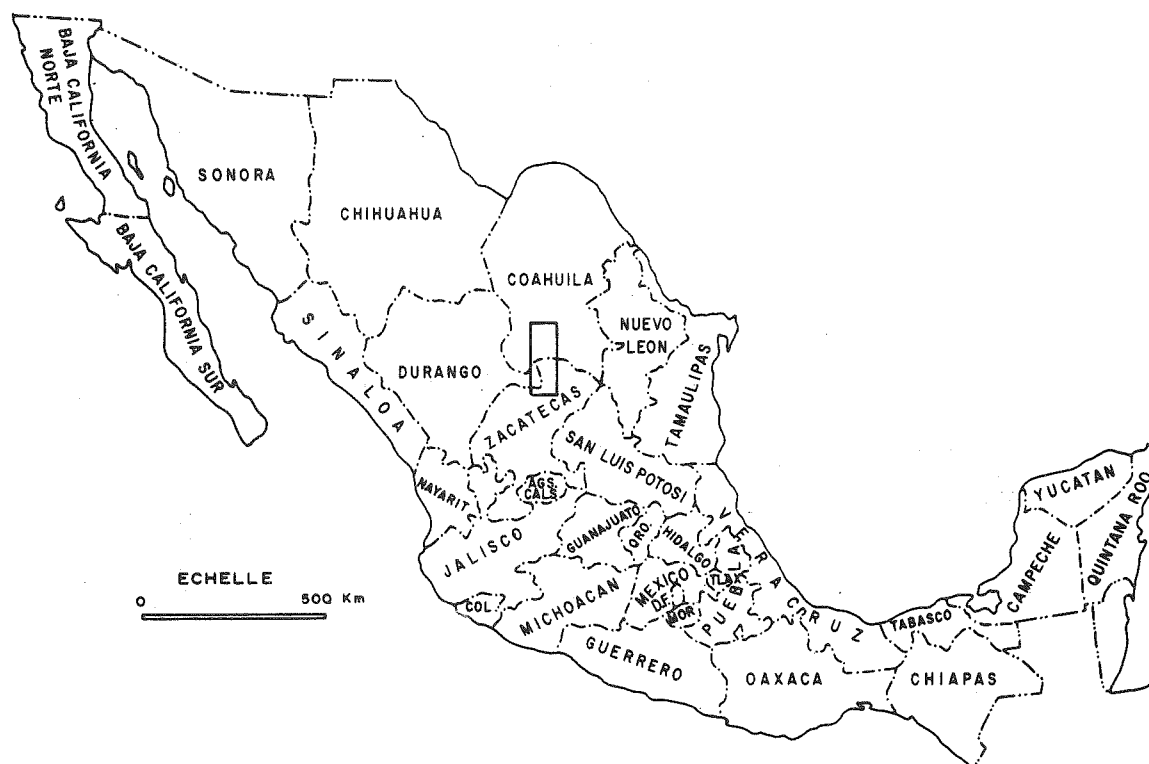 BAJA CALIFORNIA
NORTE
SONORA
CHIHUAHUA
BAJA CALIFORNIA SUR
COAHUILA
SINALOA
DURANGO
NUEVO
LEON
TAMAULIPAS
ZACATECAS
SAN LUIS POTOSI
NAYARIT
AGS.
CALS.
JALISCO
GUANAJUATO
QRO.
HIDALGO
VERACRUZ
YUCATAN
QUINTANA ROO
CAMPECHE
ECHELLE
0 500 Km
COL.
MICHOACAN
MEXICO
D.F.
MOR.
TLAX.
PUEBLA
TABASCO
GUERRERO
OAXACA
CHIAPAS